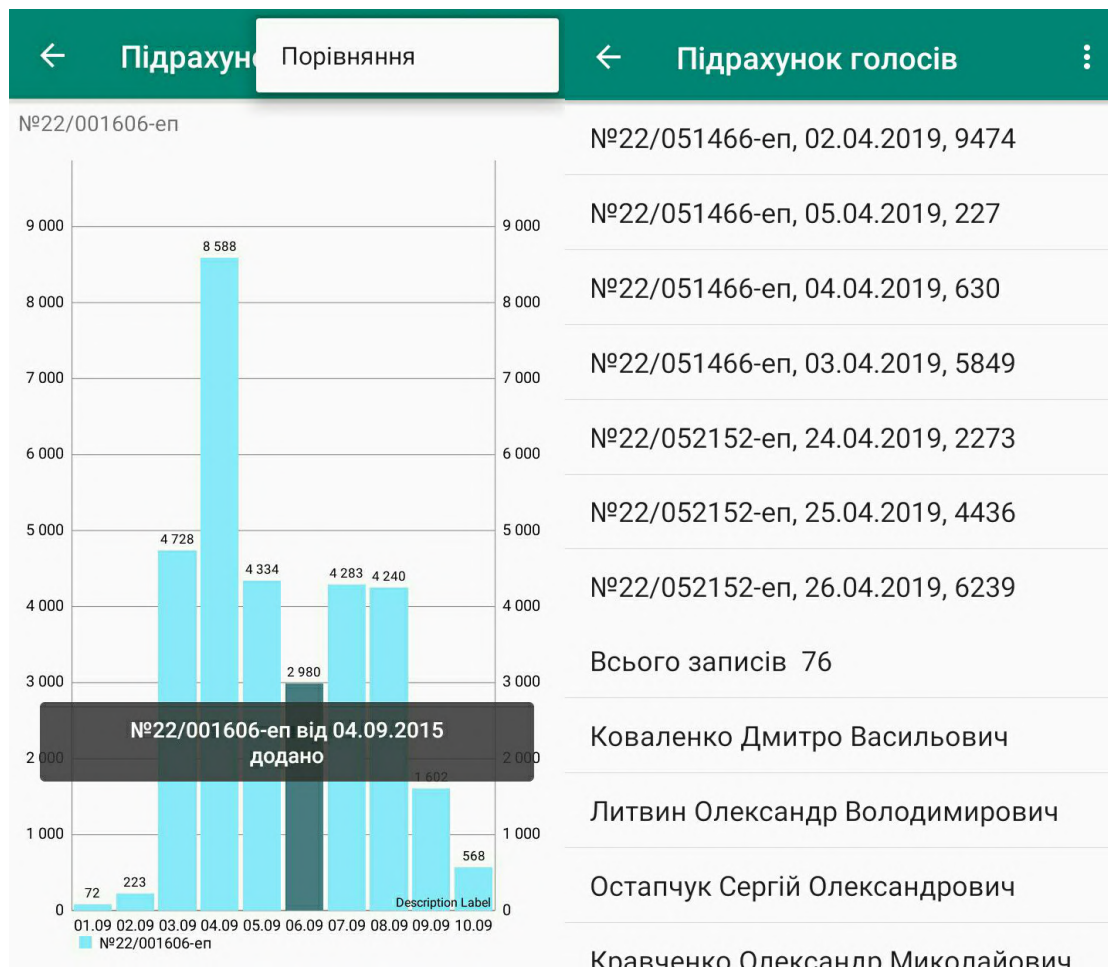 Підрахуно
Порівняння
№22/001606-еп
9 000
9 000
8 588
8 000
8 000
7 000
7 000
6 000
6 000
5 000
5 000
4 728
4 334
4 283
4 240
4 000
4 000
3 000
3 000
2 980
№22/001606-еп від 04.09.2015
додано
2 000
2 000
1 602
1 000
1 000
568
223
72
Description Label
0
0
01.09 02.09 03.09 04.09 05.09 06.09 07.09 08.09 09.09 10.09
№22/001606-еп
Підрахунок голосів
№22/051466-еп, 02.04.2019, 9474
№22/051466-еп, 05.04.2019, 227
№22/051466-еп, 04.04.2019, 630
№22/051466-еп, 03.04.2019, 5849
№22/052152-еп, 24.04.2019, 2273
№22/052152-еп, 25.04.2019, 4436
№22/052152-еп, 26.04.2019, 6239
Всього записів 76
Коваленко Дмитро Васильович
Литвин Олександр Володимирович
Остапчук Сергій Олександрович
Кравченко Олександр Миколайович